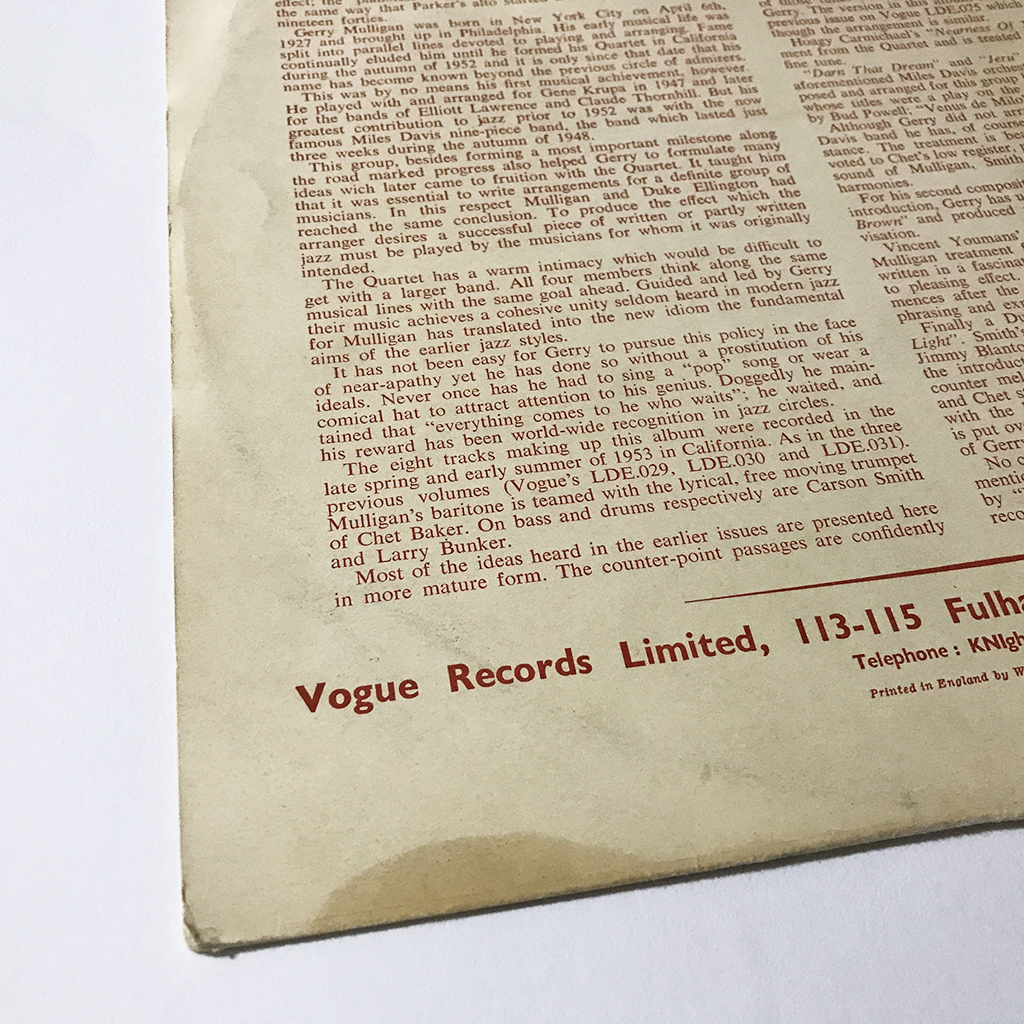 effect; the
the same way that Parker's alto started
nineteen forties.
Gerry Mulligan was born in New York City on April 6th,
1927 and brought up in Philadelphia. His early musical life was
split into parallel lines devoted to playing and arranging. Fame
continually eluded him until he formed his Quartet in California
during the autumn of 1952 and it is only since that date that his
name has become known beyond the previous circle of admirers.
This was by no means his first musical achievement, however.
He played with and arranged for Gene Krupa in 1947 and later
for the bands of Elliott Lawrence and Claude Thornhill. But his
greatest contribution to jazz prior to 1952 was with the now
famous Miles Davis nine-piece band, the band which lasted just
three weeks during the autumn of 1948.
This group, besides forming a most important milestone along
the road marked progress also helped Gerry to formulate many
ideas wich later came to fruition with the Quartet. It taught him
that it was essential to write arrangements for a definite group of
musicians. In this respect Mulligan and Duke Ellington had
reached the same conclusion. To produce the effect which the
arranger desires a successful piece of written or partly written
jazz must be played by the musicians for whom it was originally
intended.
The Quartet has a warm intimacy which would be difficult to
get with a larger band. All four members think along the same
musical lines with the same goal ahead. Guided and led by Gerry
their music achieves a cohesive unity seldom heard in modern jazz
for Mulligan has translated into the new idiom the fundamental
aims of the earlier jazz styles.
It has not been easy for Gerry to pursue this policy in the face
of near-apathy yet he has done so without a prostitution of his
ideals. Never once has he had to sing a “pop” song or wear a
comical hat to attract attention to his genius. Doggedly he main-
tained that “everything comes to he who waits”; he waited, and
his reward has been world-wide recognition in jazz circles.
The eight tracks making up this album were recorded in the
late spring and early summer of 1953 in California. As in the three
previous volumes (Vogue's LDE.029, LDE.030 and LDE.031).
Mulligan's baritone is teamed with the lyrical, free moving trumpet
of Chet Baker. On bass and drums respectively are Carson Smith
and Larry Bunker.
Most of the ideas heard in the earlier issues are presented here
in more mature form. The counter-point passages are confidently
Gerry. The version in this
previous issue on Vogue LDE.075 which
though the arrangement is similar.
Hoagy Carmichael's "Nearness Of
ment from the Quartet and is treated
fine tune.
"Darn That Dream" and "Jeru"
aforementioned Miles Davis orches
posed and arranged for this group
whose titles were a play on the
by Bud Powell. "Venus de Milo
Although Gerry did not arr
Davis band he has, of course
stance. The treatment is bea
voted to Chet's low register,
sound of Mulligan, Smith
harmonies.
For his second composit
introduction, Gerry has u
Brown" and produced
visation.
Vincent Youmans'
Mulligan treatment
written in a fascinat
to pleasing effect.
mences after the
phrasing and exp
Finally a Du
Light". Smith's
Jimmy Blanto
the introduct
counter mel
and Chet s
with the
is put ov
of Gerry
No c
mentio
by "
reco
Vogue Records Limited, 113-115 Fulha
Telephone : KNIgh
Printed in England by W